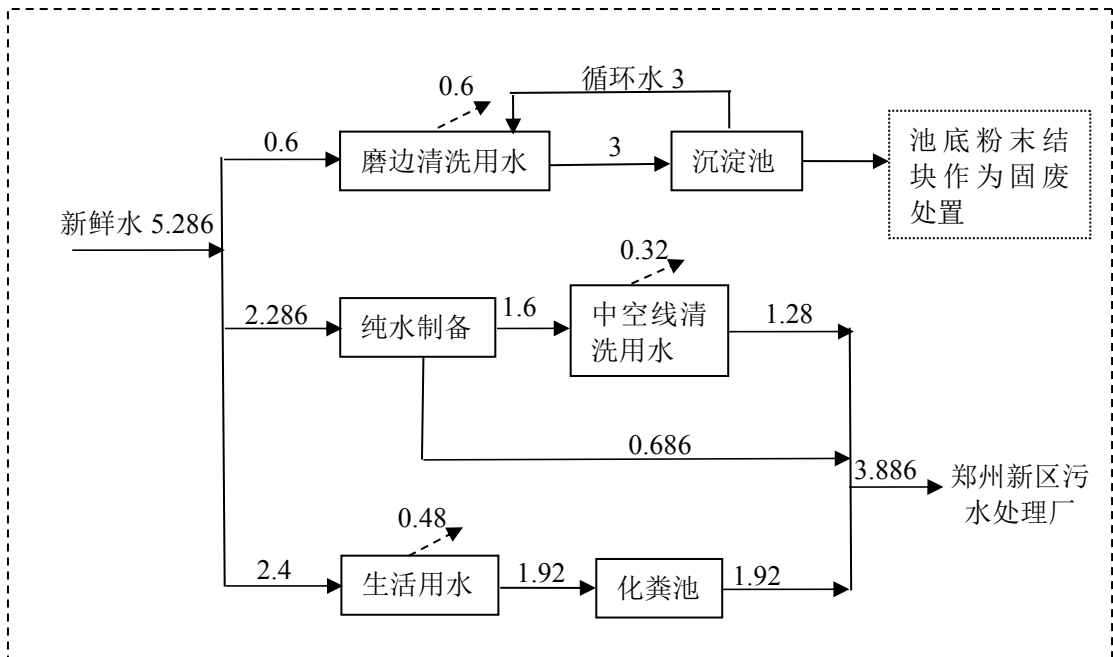 循环水 3
0.6
0.6
磨边清洗用水
3
沉淀池
池底粉末结
块作为固废
处置
新鲜水 5.286
0.32
2.286
纯水制备
1.6
中空线清
洗用水
1.28
0.686
3.886
郑州新区污
水处理厂
0.48
2.4
生活用水
1.92
化粪池
1.92